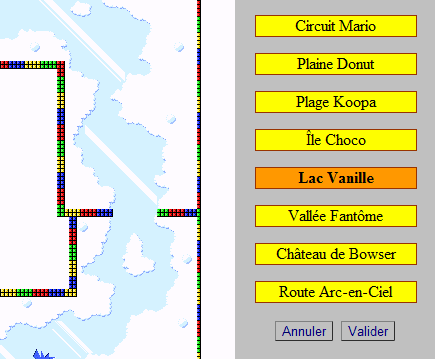 Circuit Mario
Plaine Donut
Plage Koopa
Île Choco
Lac Vanille
Vallée Fantôme
Château de Bowser
Route Arc-en-Ciel
Annuler Valider